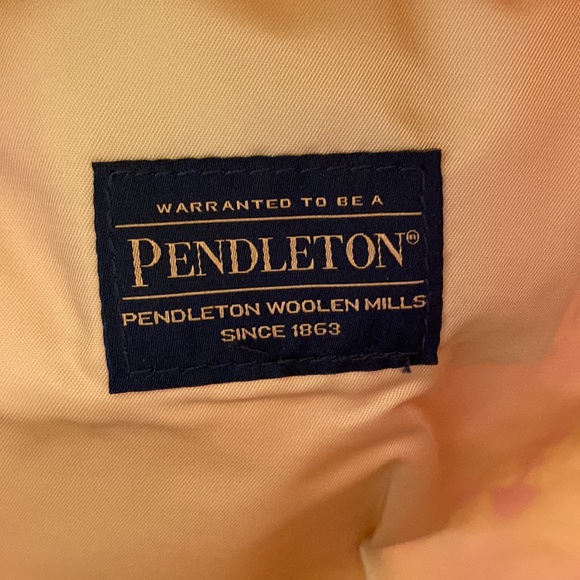 WARRANTED TO BE A
PENDLETON®
PENDLETON WOOLEN MILLS
SINCE 1863